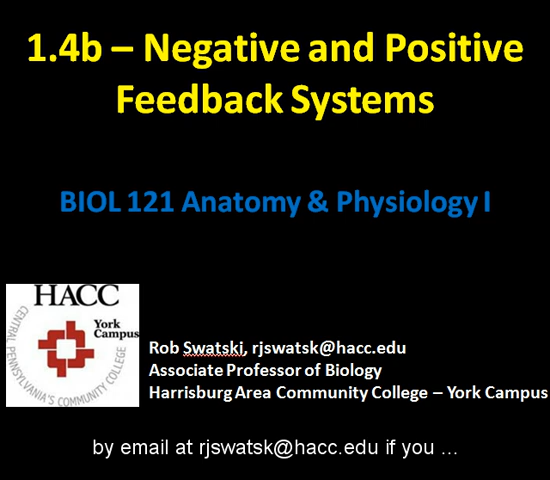 1.4b – Negative and Positive
Feedback Systems
BIOL 121 Anatomy & Physiology I
HACC
York
Campus
CENTRAL PENNSYLVANIA'S COMMUNITY COLLEGE
Rob Swatski, rjswatsk@hacc.edu
Associate Professor of Biology
Harrisburg Area Community College – York Campus
by email at rjswatsk@hacc.edu if you ...